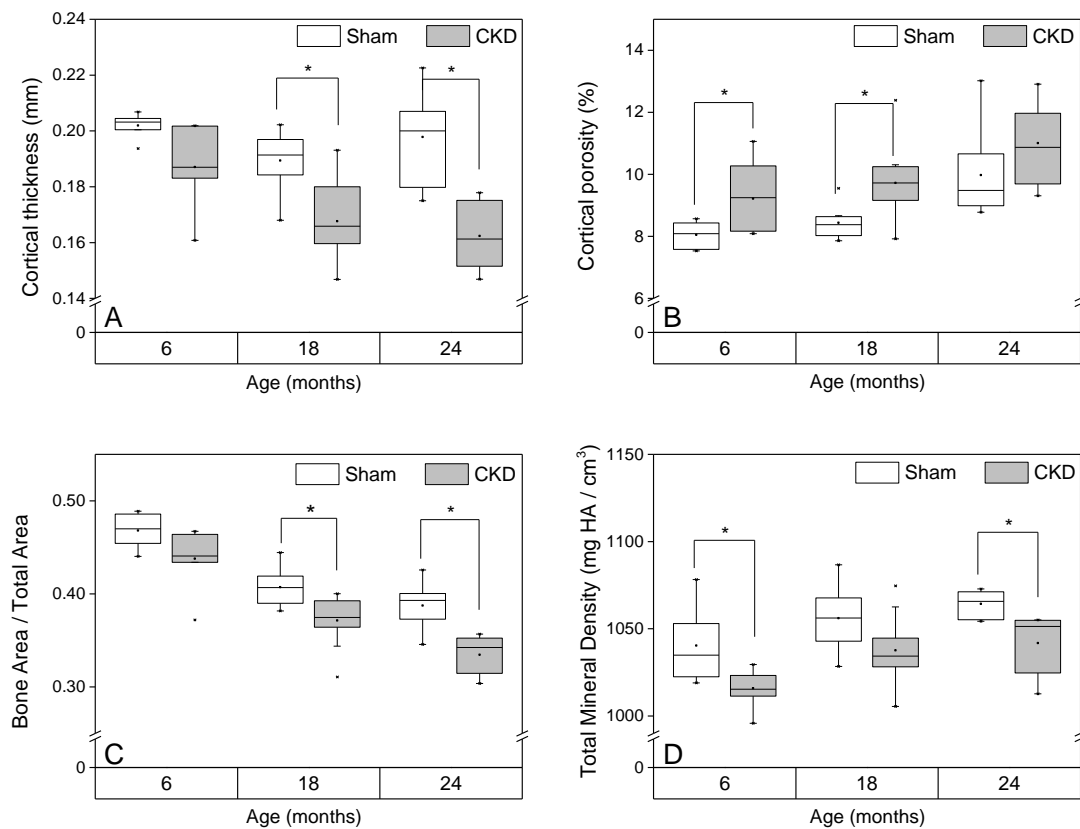 0.24
0.22
0.20
0.18
0.16
0.14
0
Cortical thickness (mm)
Sham CKD
*
*
A
6 18 24
Age (months)
14
12
10
8
6
0
Cortical porosity (%)
Sham CKD
*
*
B
6 18 24
Age (months)
0.50
0.40
0.30
0
Bone Area / Total Area
Sham CKD
*
*
C
6 18 24
Age (months)
1150
1100
1050
1000
0
Total Mineral Density (mg HA / cm³)
Sham CKD
*
*
D
6 18 24
Age (months)